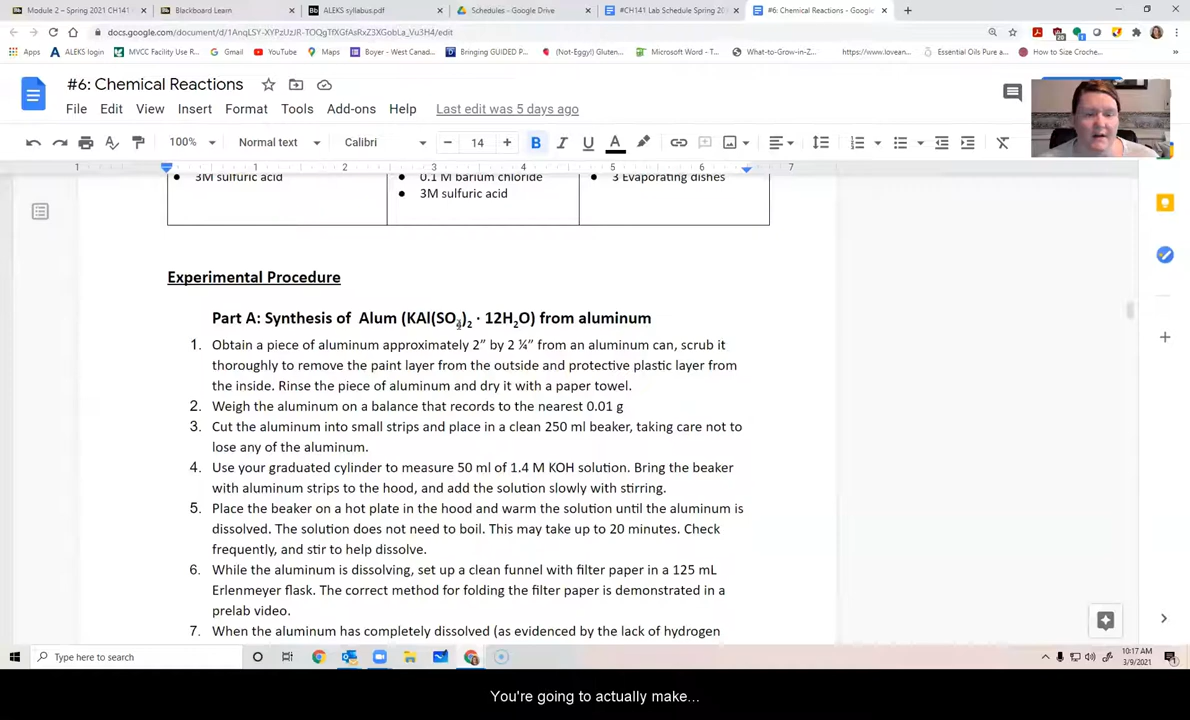 Module 2 – Spring 2021 CH141
Blackboard Learn
ALEKS syllabus.pdf
Schedules - Google Drive
#CH141 Lab Schedule Spring 20
#6: Chemical Reactions - Google
docs.google.com/document/d/1AnqLSY-XYPzUzJR-TOQgTfXGfAsRxZ3XGobLa_Vu3H4/edit
Apps
ALEKS login
MVCC Facility Use R...
Gmail
YouTube
Maps
Boyer - West Canad...
Bringing GUIDED P...
(Not-Eggy!) Gluten...
Microsoft Word - T...
What-to-Grow-in-Z...
https://www.lovean...
Essential Oils Pure a...
How to Size Croche...
#6: Chemical Reactions
File Edit View Insert Format Tools Add-ons Help Last edit was 5 days ago
100% Normal text Calibri 14 B I U A
1 1 2 3 4 5 6 7
3M sulfuric acid
0.1 M barium chloride
3M sulfuric acid
3 Evaporating dishes
Experimental Procedure
Part A: Synthesis of Alum (KAl(SO₄)₂ · 12H₂O) from aluminum
1. Obtain a piece of aluminum approximately 2” by 2 ¼” from an aluminum can, scrub it
thoroughly to remove the paint layer from the outside and protective plastic layer from
the inside. Rinse the piece of aluminum and dry it with a paper towel.
2. Weigh the aluminum on a balance that records to the nearest 0.01 g
3. Cut the aluminum into small strips and place in a clean 250 ml beaker, taking care not to
lose any of the aluminum.
4. Use your graduated cylinder to measure 50 ml of 1.4 M KOH solution. Bring the beaker
with aluminum strips to the hood, and add the solution slowly with stirring.
5. Place the beaker on a hot plate in the hood and warm the solution until the aluminum is
dissolved. The solution does not need to boil. This may take up to 20 minutes. Check
frequently, and stir to help dissolve.
6. While the aluminum is dissolving, set up a clean funnel with filter paper in a 125 mL
Erlenmeyer flask. The correct method for folding the filter paper is demonstrated in a
prelab video.
7. When the aluminum has completely dissolved (as evidenced by the lack of hydrogen
Type here to search
10:17 AM
3/9/2021
You're going to actually make...